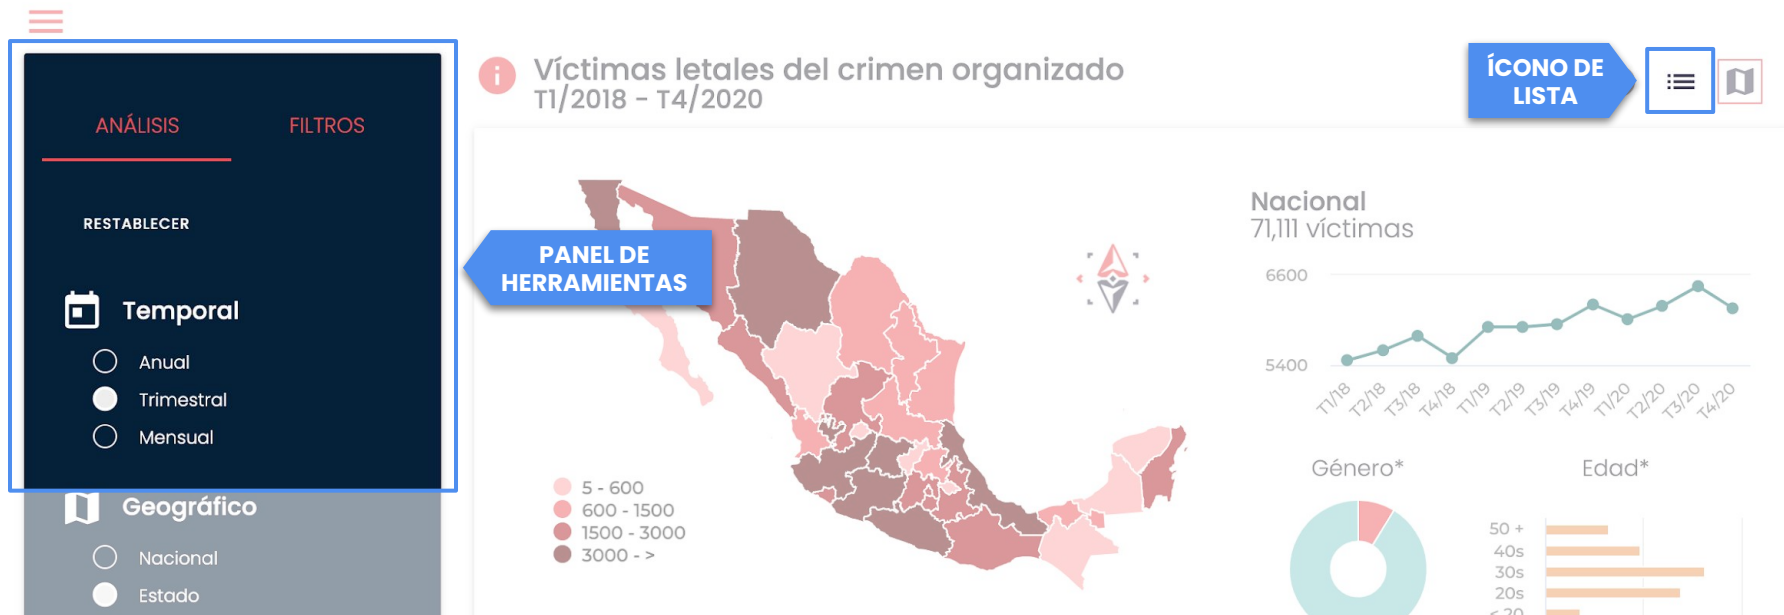 Víctimas letales del crimen organizado
T1/2018 - T4/2020
ÍCONO DE
LISTA
ANÁLISIS
FILTROS
RESTABLECER
Temporal
Anual
Trimestral
Mensual
Geográfico
Nacional
Estado
PANEL DE
HERRAMIENTAS
5 - 600
600 - 1500
1500 - 3000
3000 - >
Nacional
71,111 víctimas
6600
5400
T1/18
T2/18
T3/18
T4/18
T1/19
T2/19
T3/19
T4/19
T1/20
T2/20
T3/20
T4/20
Género*
Edad*
50 +
40s
30s
20s
< 20